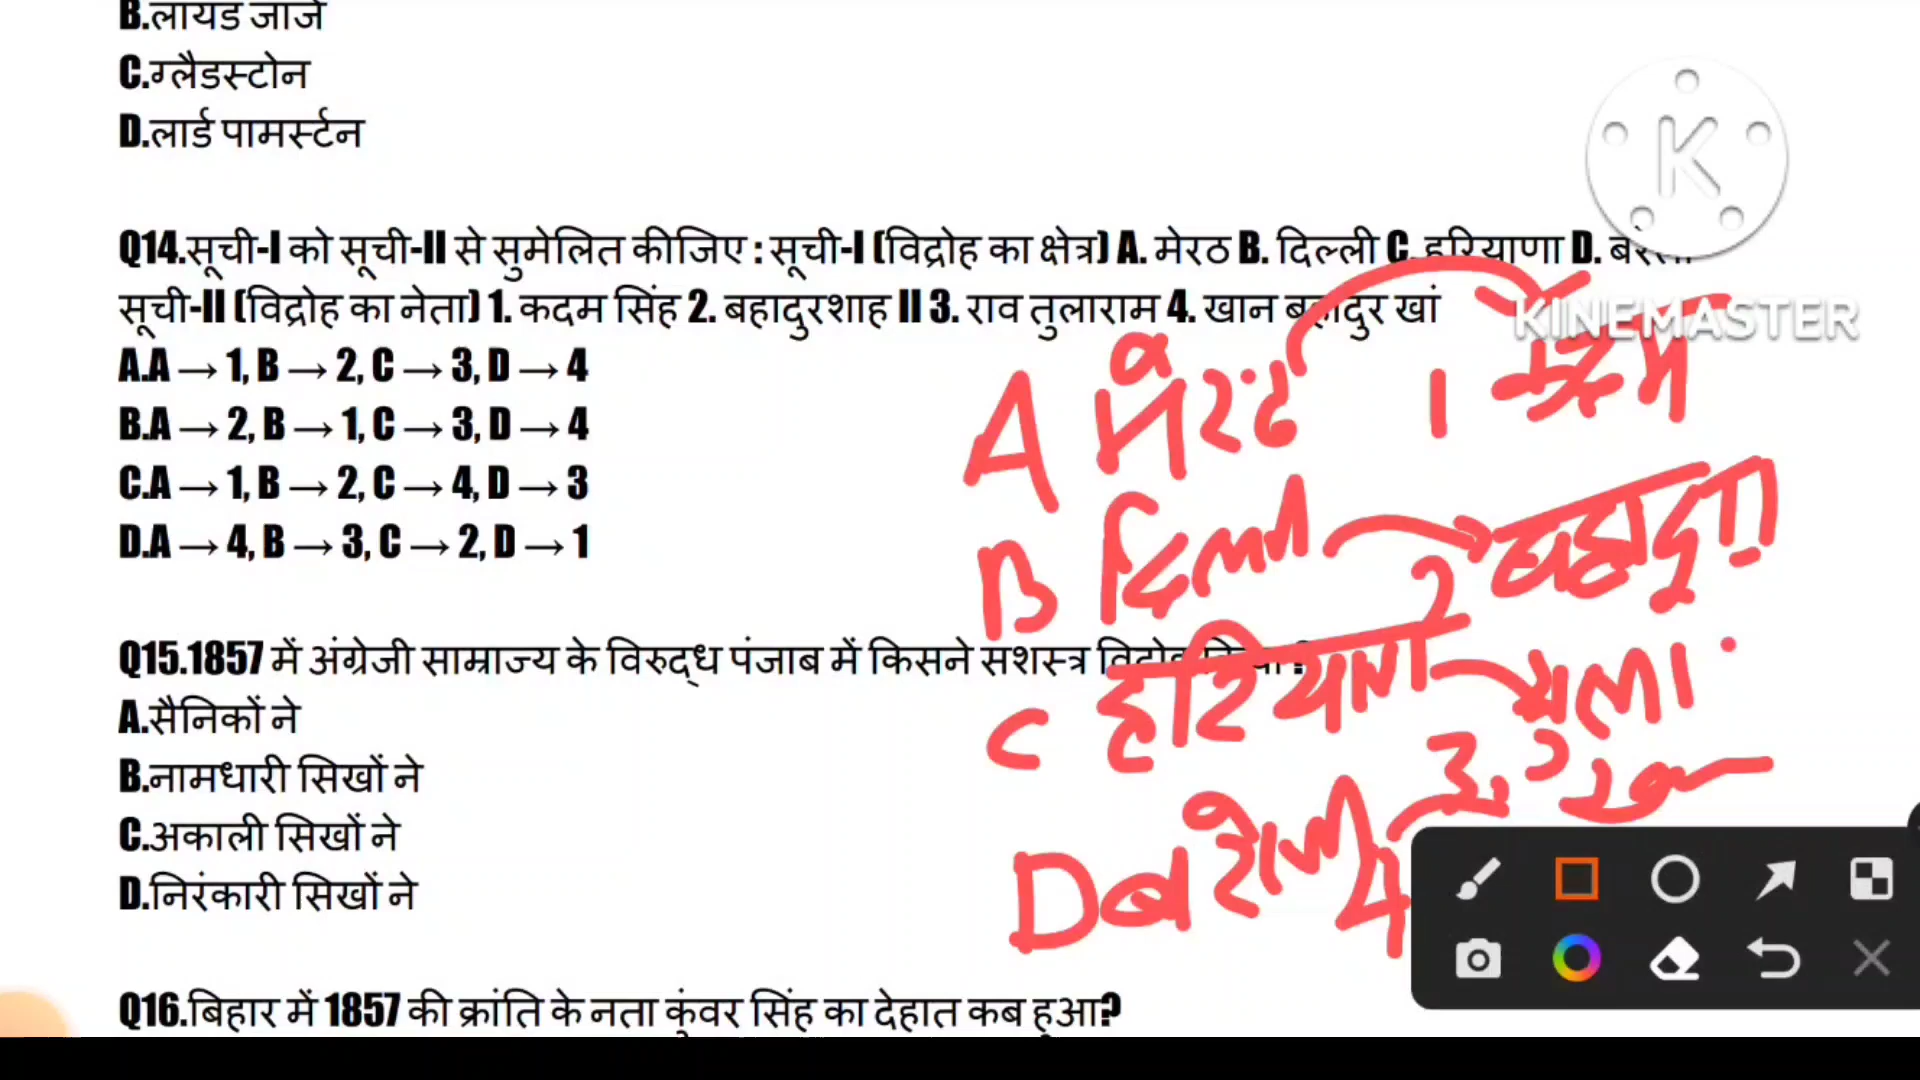 B.लायड जार्ज
C.ग्लैडस्टोन
D.लार्ड पामर्स्टन
Q14.सूची-I को सूची-II से सुमेलित कीजिए : सूची-I (विद्रोह का क्षेत्र) A. मेरठ B. दिल्ली C. हरियाणा D.
सूची-II (विद्रोह का नेता) 1. कदम सिंह 2. बहादुरशाह II 3. राव तुलाराम 4. खान बहादुर खां
KINEMASTER
A.A → 1, B → 2, C → 3, D → 4
A मेरठ 1 कदम
B.A → 2, B → 1, C → 3, D → 4
C.A → 1, B → 2, C → 4, D → 3
D.A → 4, B → 3, C → 2, D → 1
B 2
Q15.1857 में अंग्रेजी साम्राज्य के विरुद्ध पंजाब में किसने सशस्त्र विद्रोह किया?
A.सैनिकों ने
C हरियाणा 3
B.नामधारी सिखों ने
C.अकाली सिखों ने
D 4
D.निरंकारी सिखों ने
Q16.बिहार में 1857 की क्रांति के नता कुंवर सिंह का देहात कब हुआ?